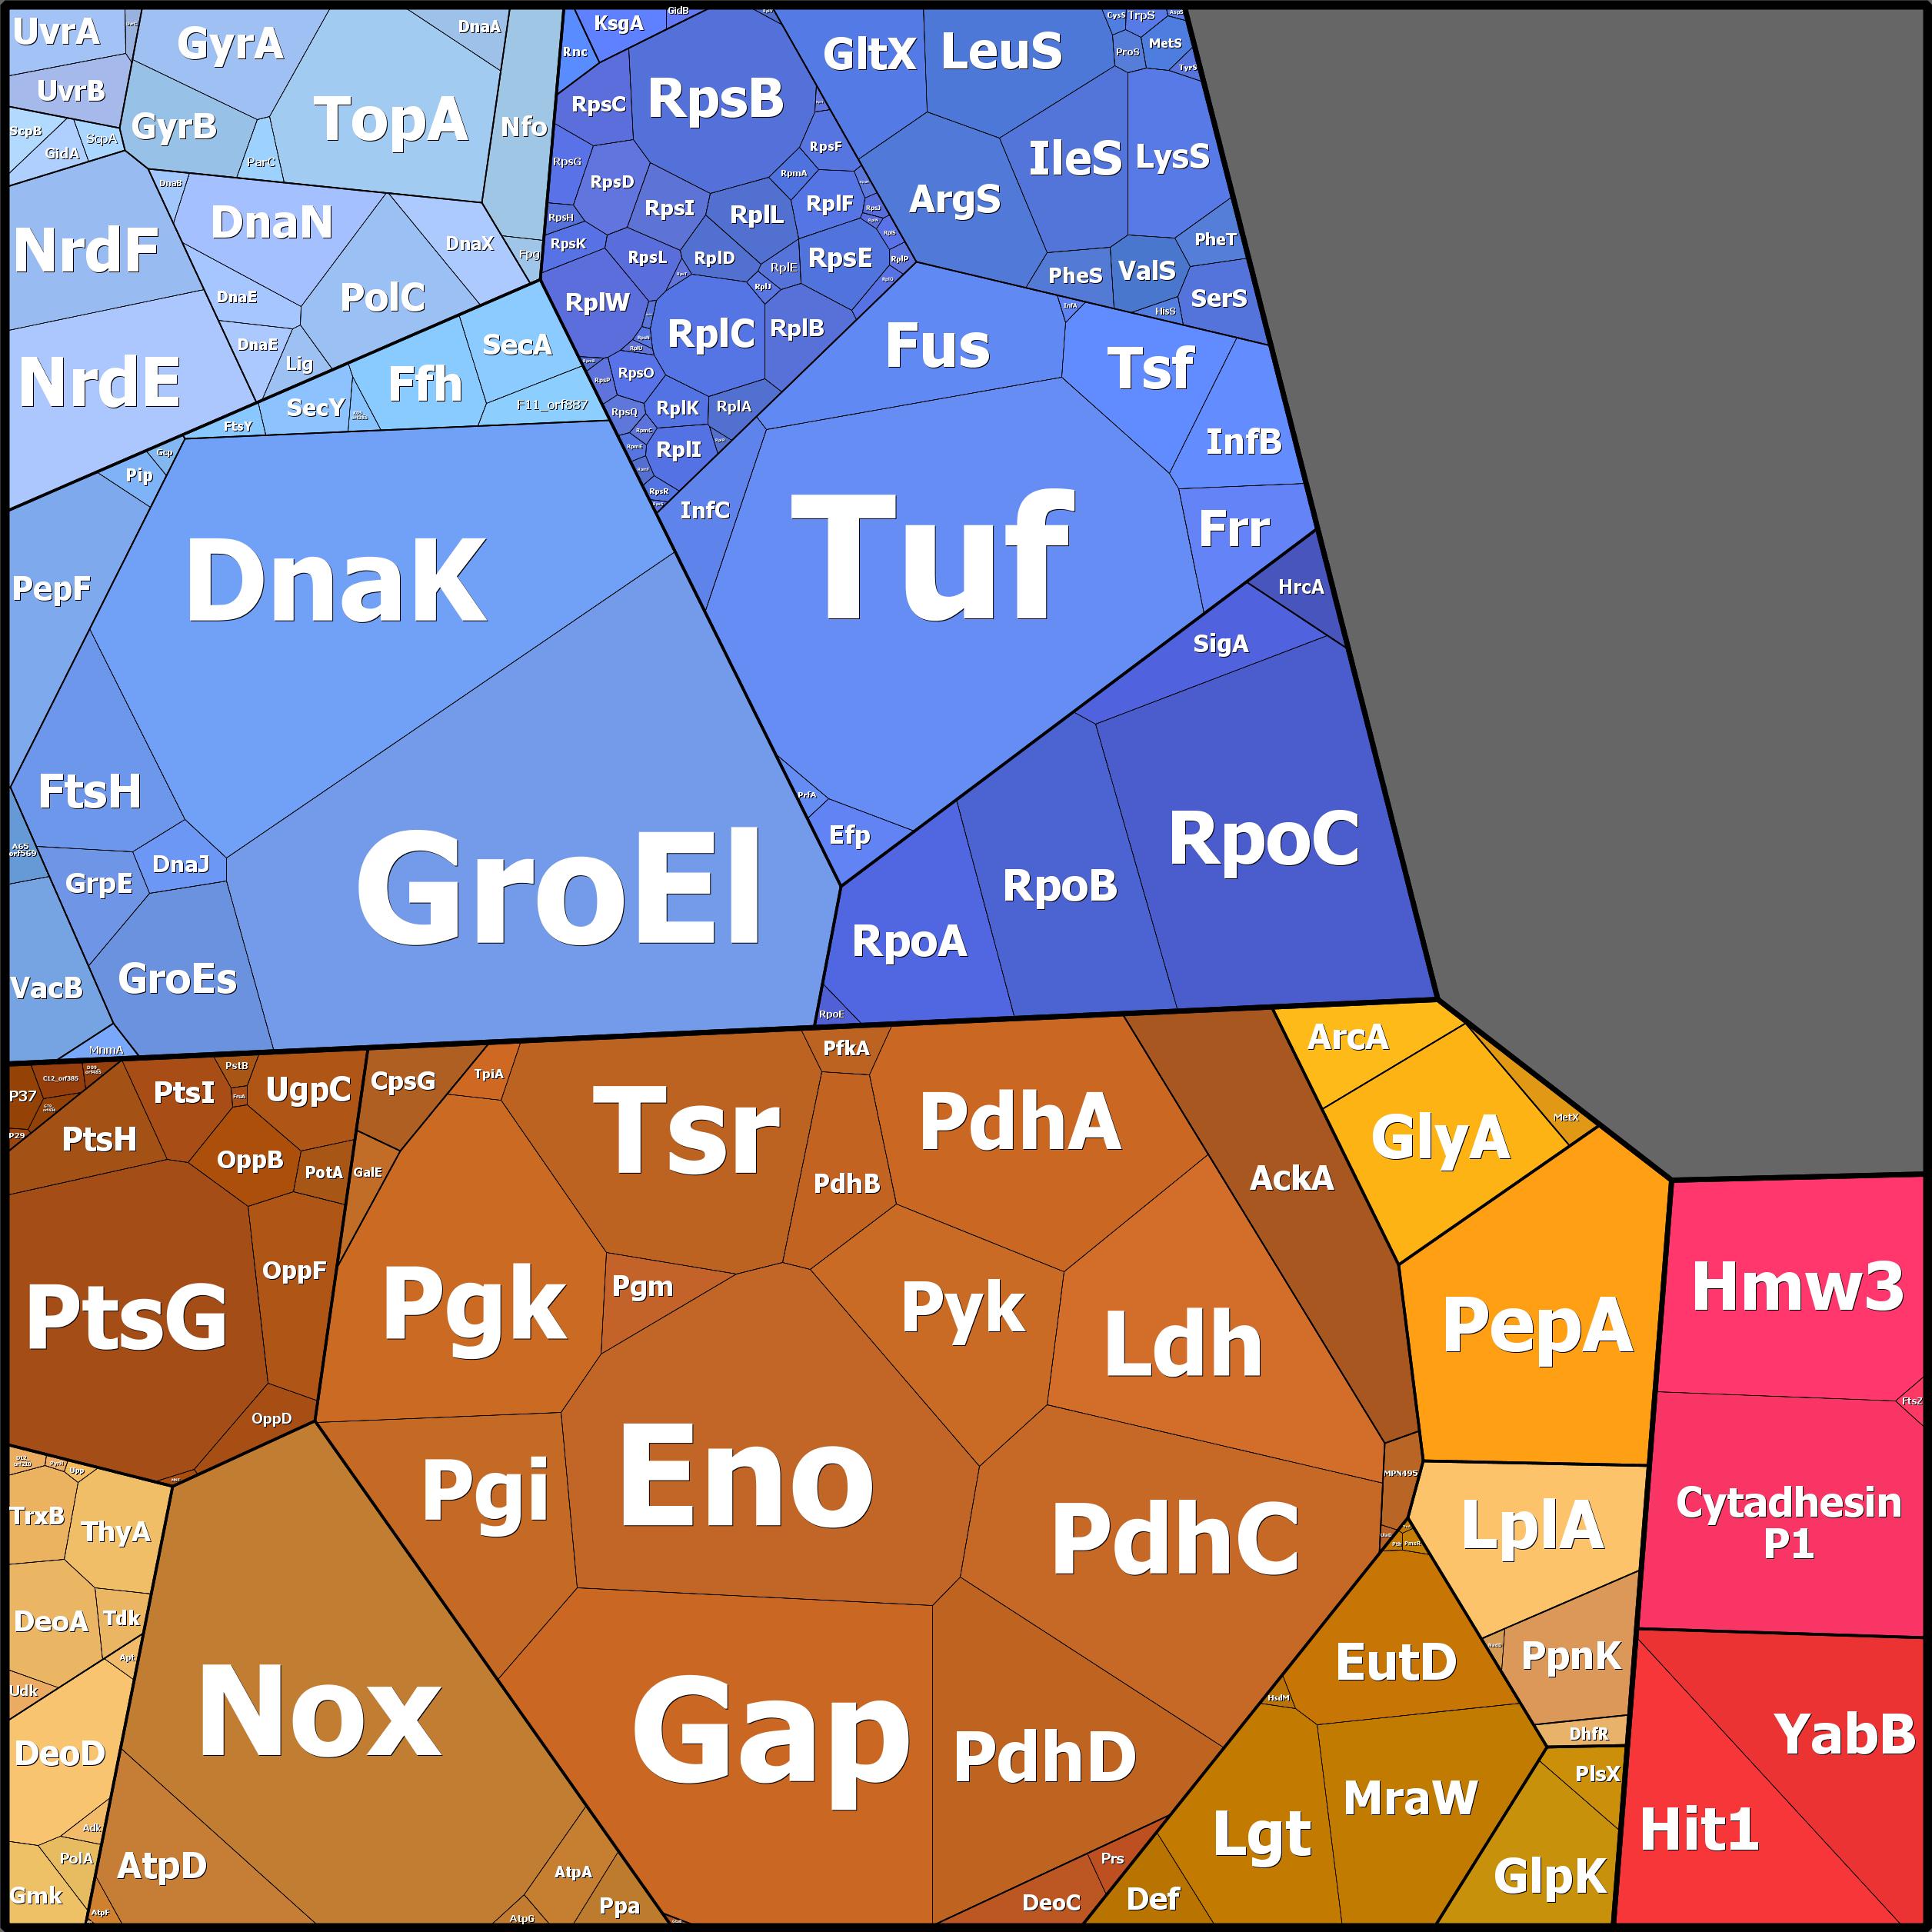 UvrA
UvrB
ScpB
GidA
ScpA
GyrA
GyrB
ParC
TopA
DnaA
Nfo
Fpg
NrdF
NrdE
DnaB
DnaN
DnaX
DnaE
PolC
DnaE
Lig
SecA
Ffh
SecY
FtsY
F11_orf887
Rnc
KsgA
GidB
RpsC
RpsB
RpsF
RpsG
RpsD
RpmA
RpsI
RplL
RplF
RpsJ
RpsH
RpsK
RpsL
RplD
RplE
RpsE
RplS
RplP
RplJ
RplW
RplC
RplB
RpsO
RpsP
RpsQ
RplK
RplA
RpmC
RplI
RpsR
GltX
LeuS
CysS
TrpS
ProS
MetS
TyrS
ArgS
IleS
LysS
PheT
PheS
ValS
SerS
HisS
Fus
InfA
Tsf
InfB
InfC
Tuf
Frr
PrfA
Efp
HrcA
SigA
RpoC
RpoB
RpoA
RpoE
Gcp
Pip
PepF
DnaK
FtsH
A65
orf569
GrpE
DnaJ
GroEl
GroEs
VacB
MnmA
P37
C12_orf385
P29
PtsH
PtsI
PstB
FruA
UgpC
OppB
PotA
PtsG
OppF
OppD
CpsG
GalE
TpiA
Tsr
PfkA
PdhA
PdhB
AckA
Pgk
Pgm
Pyk
Ldh
Pgi
Eno
PdhC
MPN495
Gap
PdhD
DeoC
Prs
ArcA
GlyA
MetX
PepA
LplA
PpnK
DhfR
PlsX
GlpK
EutD
HsdM
Lgt
MraW
Def
Upp
TrxB
ThyA
DeoA
Tdk
Apt
Udk
DeoD
Adk
PolA
Gmk
Nox
AtpD
AtpF
AtpA
AtpG
Ppa
Hmw3
FtsZ
Cytadhesin
P1
YabB
Hit1